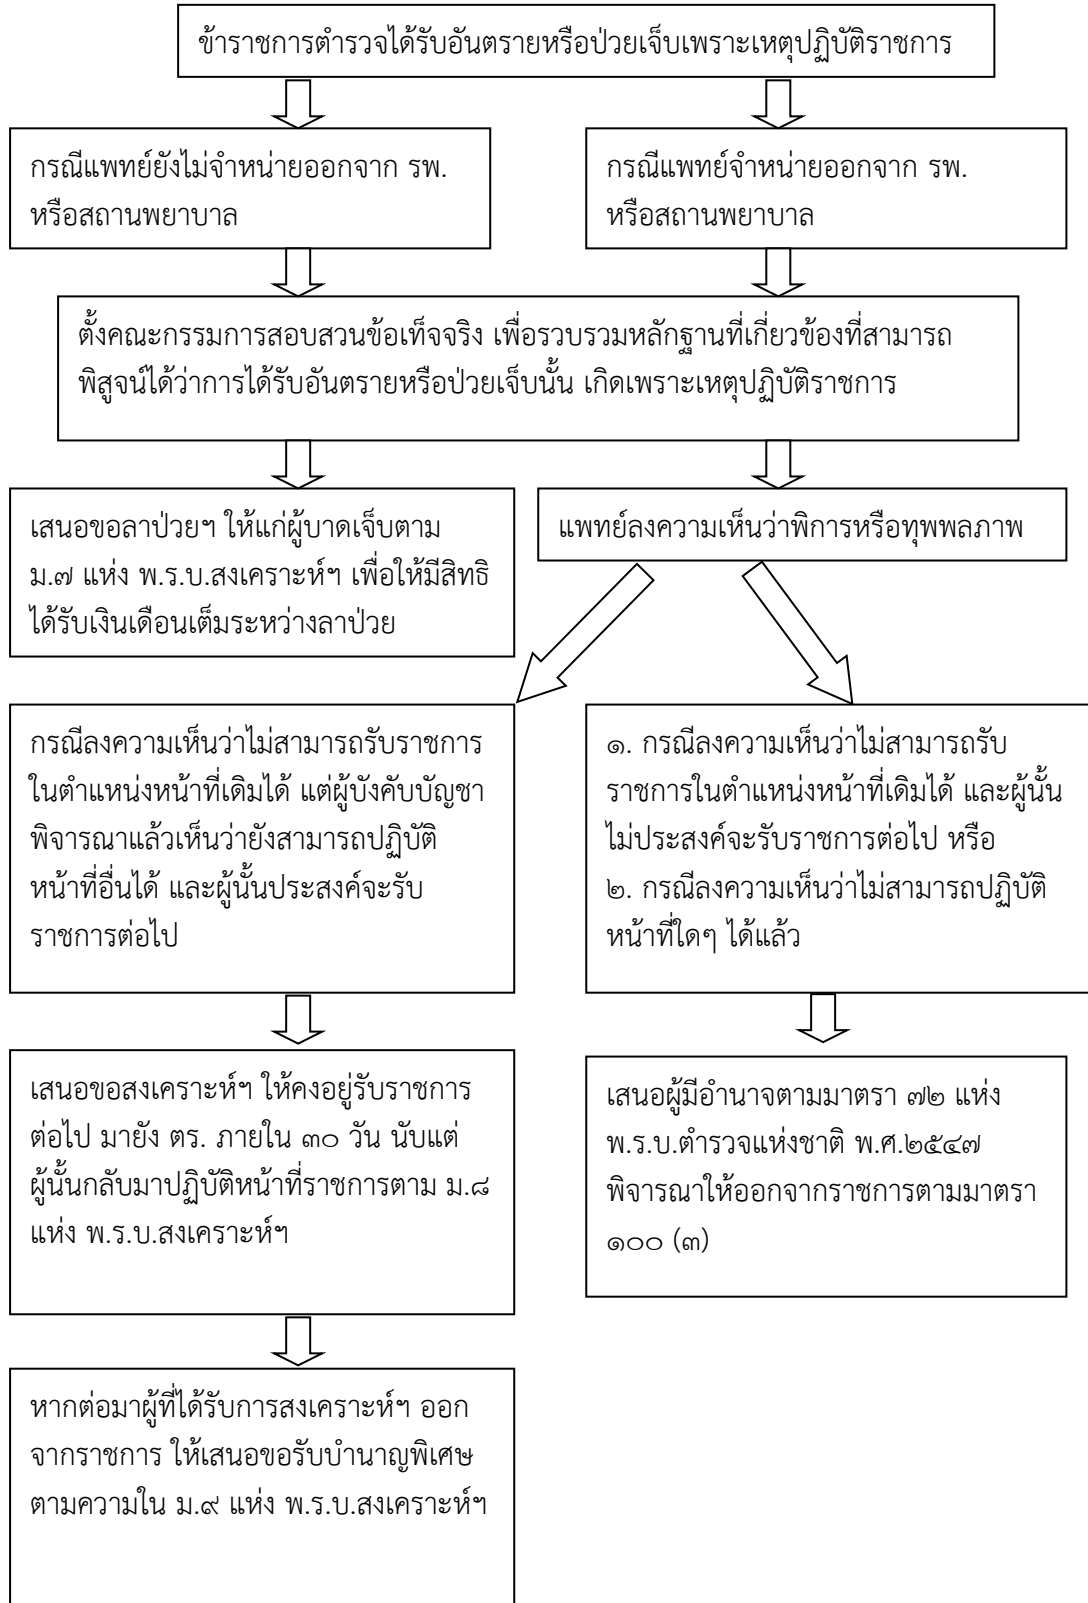 ข้าราชการตำรวจได้รับอันตรายหรือป่วยเจ็บเพราะเหตุปฏิบัติราชการ
กรณีแพทย์ยังไม่จำหน่ายออกจาก รพ.
หรือสถานพยาบาล
กรณีแพทย์จำหน่ายออกจาก รพ.
หรือสถานพยาบาล
ตั้งคณะกรรมการสอบสวนข้อเท็จจริง เพื่อรวบรวมหลักฐานที่เกี่ยวข้องที่สามารถ
พิสูจน์ได้ว่าการได้รับอันตรายหรือป่วยเจ็บนั้น เกิดเพราะเหตุปฏิบัติราชการ
เสนอขอลาป่วยฯ ให้แก่ผู้บาดเจ็บตาม
ม.๗ แห่ง พ.ร.บ.สงเคราะห์ฯ เพื่อให้มีสิทธิ
ได้รับเงินเดือนเต็มระหว่างลาป่วย
แพทย์ลงความเห็นว่าพิการหรือทุพพลภาพ
กรณีลงความเห็นว่าไม่สามารถรับราชการ
ในตำแหน่งหน้าที่เดิมได้ แต่ผู้บังคับบัญชา
พิจารณาแล้วเห็นว่ายังสามารถปฏิบัติ
หน้าที่อื่นได้ และผู้นั้นประสงค์จะรับ
ราชการต่อไป
๑. กรณีลงความเห็นว่าไม่สามารถรับ
ราชการในตำแหน่งหน้าที่เดิมได้ และผู้นั้น
ไม่ประสงค์จะรับราชการต่อไป หรือ
๒. กรณีลงความเห็นว่าไม่สามารถปฏิบัติ
หน้าที่ใดๆ ได้แล้ว
เสนอขอสงเคราะห์ฯ ให้คงอยู่รับราชการ
ต่อไป มายัง ตร. ภายใน ๓๐ วัน นับแต่
ผู้นั้นกลับมาปฏิบัติหน้าที่ราชการตาม ม.๘
แห่ง พ.ร.บ.สงเคราะห์ฯ
เสนอผู้มีอำนาจตามมาตรา ๗๒ แห่ง
พ.ร.บ.ตำรวจแห่งชาติ พ.ศ.๒๕๔๗
พิจารณาให้ออกจากราชการตามมาตรา
๑๐๐ (๓)
หากต่อมาผู้ที่ได้รับการสงเคราะห์ฯ ออก
จากราชการ ให้เสนอขอรับบำนาญพิเศษ
ตามความใน ม.๙ แห่ง พ.ร.บ.สงเคราะห์ฯ